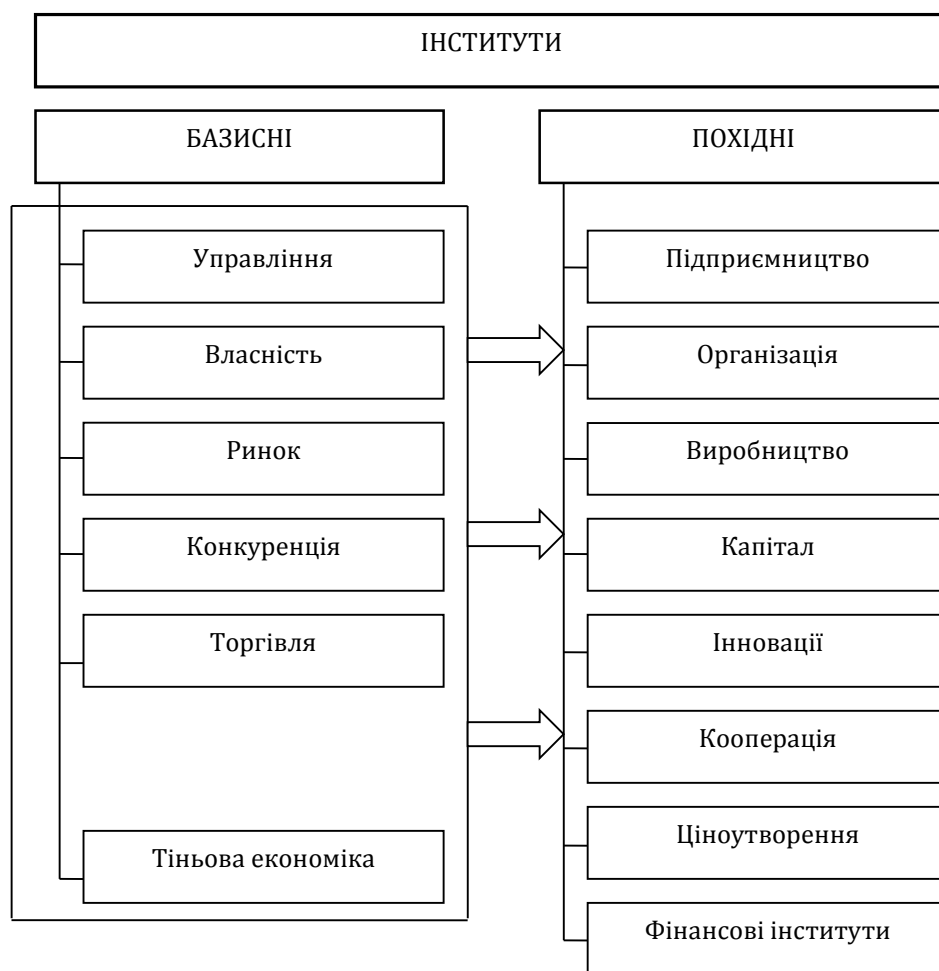 ІНСТИТУТИ
БАЗИСНІ
Управління
Власність
Ринок
Конкуренція
Торгівля
Тіньова економіка
ПОХІДНІ
Підприємництво
Організація
Виробництво
Капітал
Інновації
Кооперація
Ціноутворення
Фінансові інститути